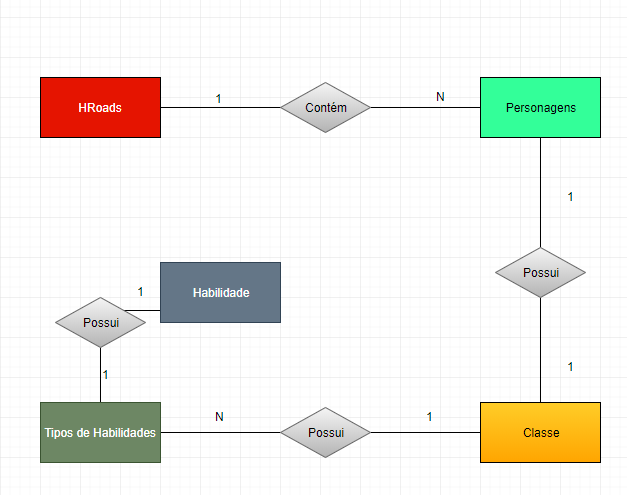 HRoads
1
Contém
N
Personagens
1
Possui
1
Habilidade
1
Possui
1
Tipos de Habilidades
N
Possui
1
Classe